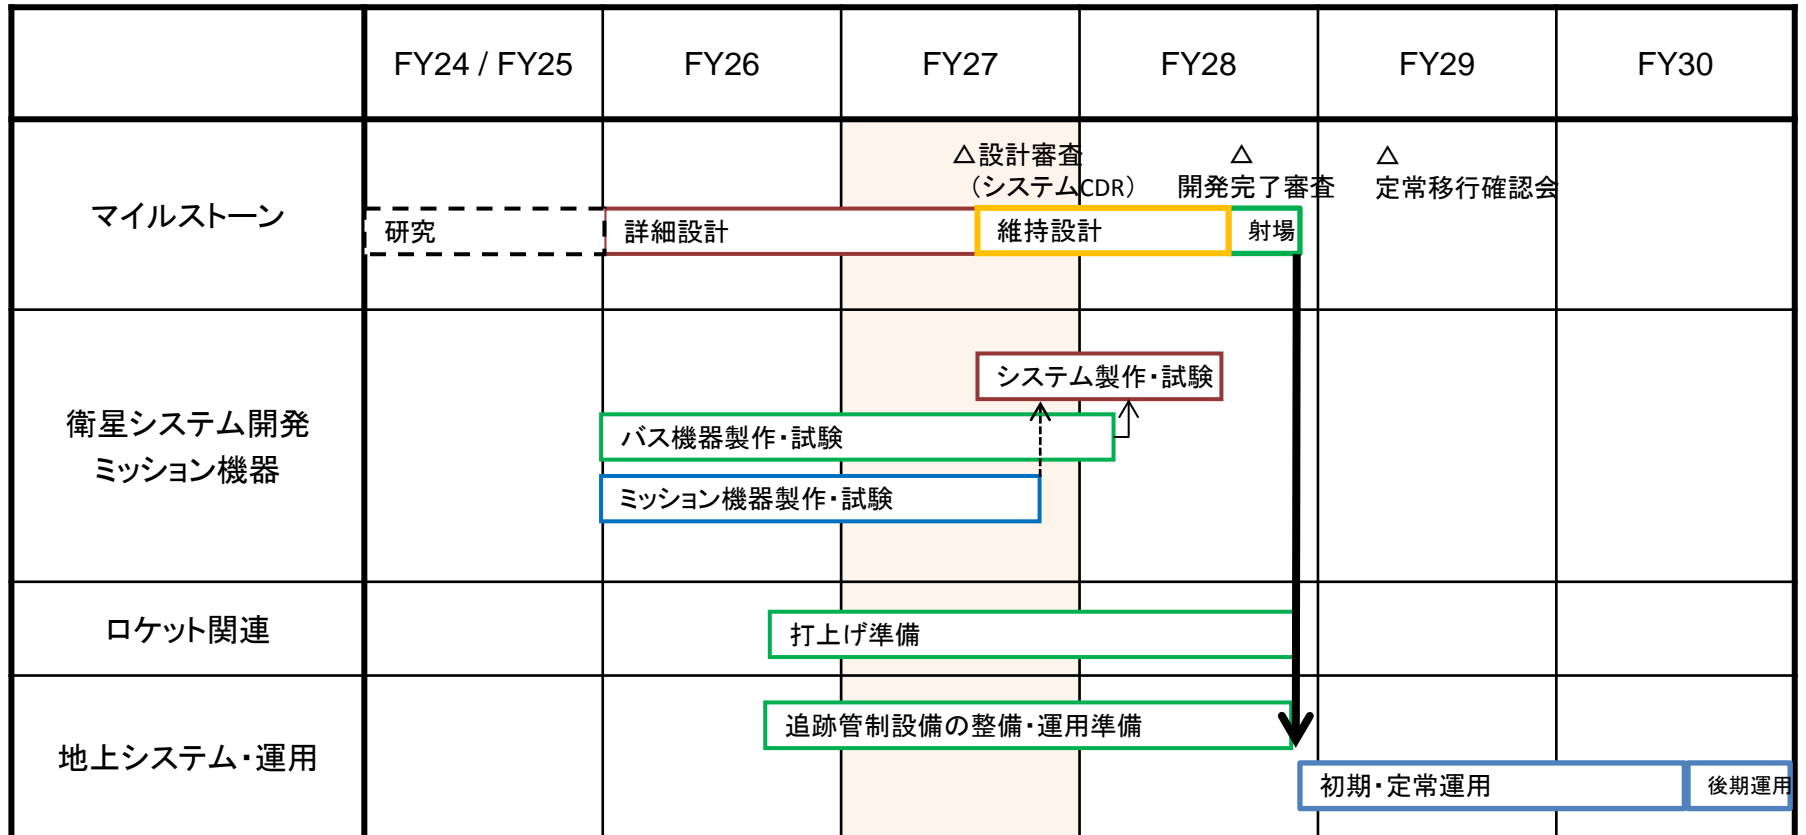 FY24 / FY25
FY26
FY27
FY28
FY29
FY30
マイルストーン
△設計審査
（システムCDR）
△
開発完了審査
△
定常移行確認会
研究
詳細設計
維持設計
射場
衛星システム開発
ミッション機器
システム製作・試験
バス機器製作・試験
ミッション機器製作・試験
ロケット関連
打上げ準備
地上システム・運用
追跡管制設備の整備・運用準備
初期・定常運用
後期運用